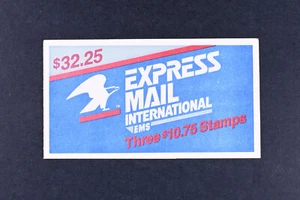 $32.25
EXPRESS
MAIL
INTERNATIONAL
EMS
Three $10.75 Stamps